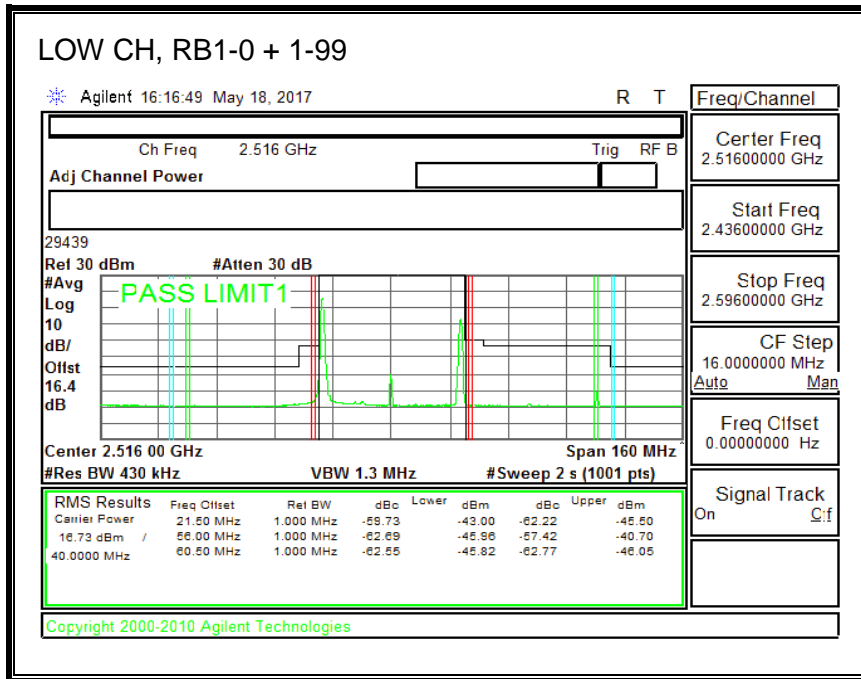 LOW CH, RB1-0 + 1-99
Agilent 16:16:49 May 18, 2017 R T
Freq/Channel
Ch Freq 2.516 GHz Trig RF B
Adj Channel Power
Center Freq
2.51600000 GHz
Start Freq
2.43600000 GHz
Stop Freq
2.59600000 GHz
CF Step
16.0000000 MHz
Auto Man
Freq Offset
0.00000000 Hz
Signal Track
On Off
29439
Ref 30 dBm #Atten 30 dB
#Avg
Log
10
dB/
Offst
16.4
dB
PASS LIMIT1
Center 2.516 00 GHz Span 160 MHz
#Res BW 430 kHz VBW 1.3 MHz #Sweep 2 s (1001 pts)
RMS Results Freq Offset Ref BW dBc Lower dBm dBc Upper dBm
Carrier Power 21.50 MHz 1.000 MHz -59.73 -43.00 -62.22 -45.50
16.73 dBm / 56.00 MHz 1.000 MHz -62.69 -45.96 -57.42 -40.70
40.0000 MHz 60.50 MHz 1.000 MHz -62.55 -45.82 -62.77 -46.05
Copyright 2000-2010 Agilent Technologies